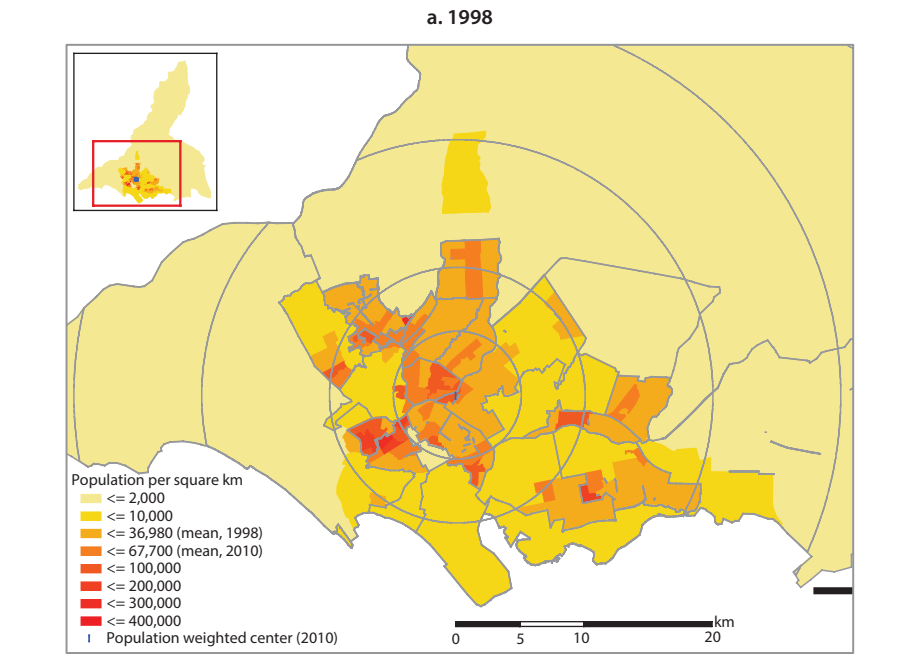 a. 1998
Population per square km
<= 2,000
<= 10,000
<= 36,980 (mean, 1998)
<= 67,700 (mean, 2010)
<= 100,000
<= 200,000
<= 300,000
<= 400,000
Population weighted center (2010)
km
0 5 10 20